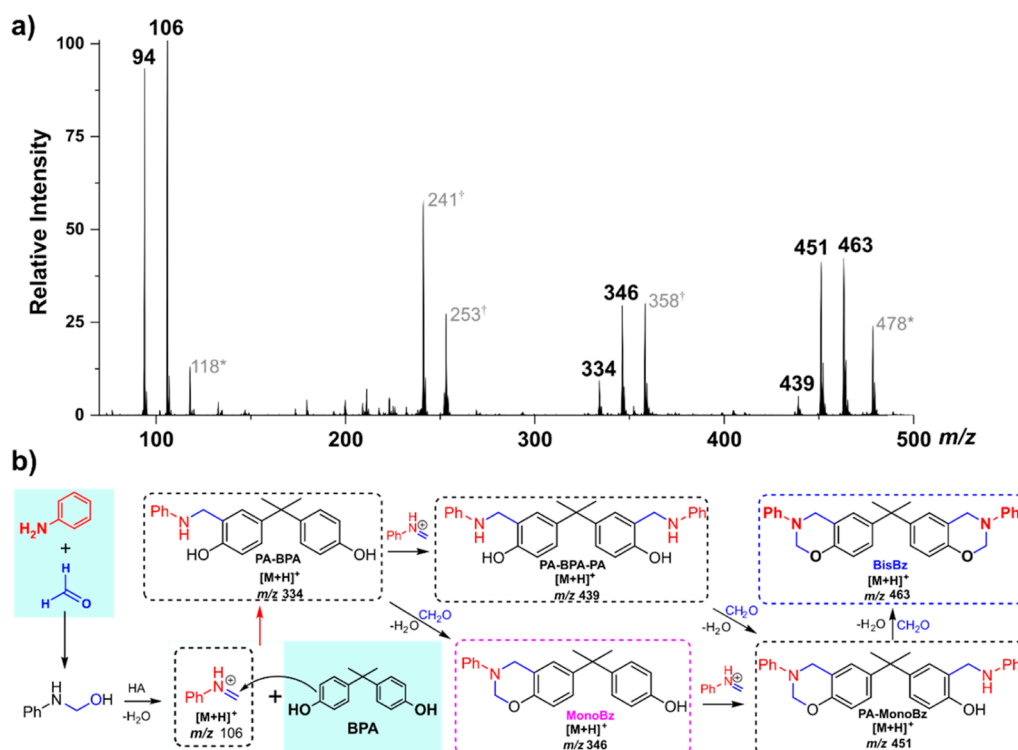 a)
Relative Intensity
100
75
50
25
0
94
106
118*
241†
253†
334
346
358†
439
451
463
478*
100
200
300
400
500
m/z
b)
H₂N
+
H
H
O
Ph
H
N
OH
HA
-H₂O
H
Ph N ⊕
[M+H]⁺
m/z 106
+
HO
OH
BPA
Ph
N
H
HO
OH
PA-BPA
[M+H]⁺
m/z 334
H
Ph N ⊕
Ph
H
N
HO
H
N
Ph
OH
PA-BPA-PA
[M+H]⁺
m/z 439
CH₂O
-H₂O
Ph
N
O
OH
MonoBz
[M+H]⁺
m/z 346
H
Ph N ⊕
CH₂O
-H₂O
Ph
N
O
N
H
Ph
OH
PA-MonoBz
[M+H]⁺
m/z 451
-H₂O
CH₂O
Ph
N
O
N
Ph
O
BisBz
[M+H]⁺
m/z 463